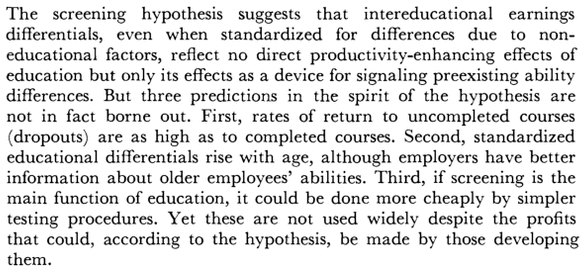 The screening hypothesis suggests that intereducational earnings
differentials, even when standardized for differences due to non-
educational factors, reflect no direct productivity-enhancing effects of
education but only its effects as a device for signaling preexisting ability
differences. But three predictions in the spirit of the hypothesis are
not in fact borne out. First, rates of return to uncompleted courses
(dropouts) are as high as to completed courses. Second, standardized
educational differentials rise with age, although employers have better
information about older employees' abilities. Third, if screening is the
main function of education, it could be done more cheaply by simpler
testing procedures. Yet these are not used widely despite the profits
that could, according to the hypothesis, be made by those developing
them.